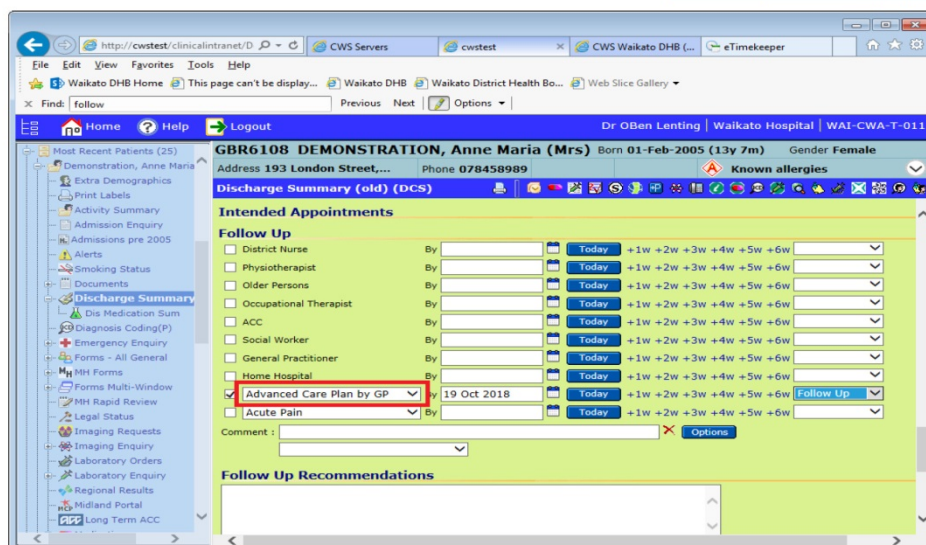 http://cwstest/clinicalintranet/D
CWS Servers
cwstest
CWS Waikato DHB (...
eTimekeeper
File Edit View Favorites Tools Help
Waikato DHB Home This page can't be display... Waikato DHB Waikato District Health Bo... Web Slice Gallery
x Find: follow Previous Next Options
Home Help Logout Dr OBen Lenting | Waikato Hospital | WAI-CWA-T-011
Most Recent Patients (25)
Demonstration, Anne Maria
Extra Demographics
Print Labels
Activity Summary
Admission Enquiry
Admissions pre 2005
Alerts
Smoking Status
Documents
Discharge Summary
Dis Medication Sum
Diagnosis Coding(P)
Emergency Enquiry
Forms - All General
MH Forms
Forms Multi-Window
MH Rapid Review
Legal Status
Imaging Requests
Imaging Enquiry
Laboratory Orders
Laboratory Enquiry
Regional Results
Midland Portal
Long Term ACC
GBR6108 DEMONSTRATION, Anne Maria (Mrs) Born 01-Feb-2005 (13y 7m) Gender Female
Address 193 London Street,... Phone 078458989 Known allergies
Discharge Summary (old) (DCS)
Intended Appointments
Follow Up
District Nurse By Today +1w +2w +3w +4w +5w +6w
Physiotherapist By Today +1w +2w +3w +4w +5w +6w
Older Persons By Today +1w +2w +3w +4w +5w +6w
Occupational Therapist By Today +1w +2w +3w +4w +5w +6w
ACC By Today +1w +2w +3w +4w +5w +6w
Social Worker By Today +1w +2w +3w +4w +5w +6w
General Practitioner By Today +1w +2w +3w +4w +5w +6w
Home Hospital By Today +1w +2w +3w +4w +5w +6w
Advanced Care Plan by GP By 19 Oct 2018 Today +1w +2w +3w +4w +5w +6w Follow Up
Acute Pain By Today +1w +2w +3w +4w +5w +6w
Comment : Options
Follow Up Recommendations